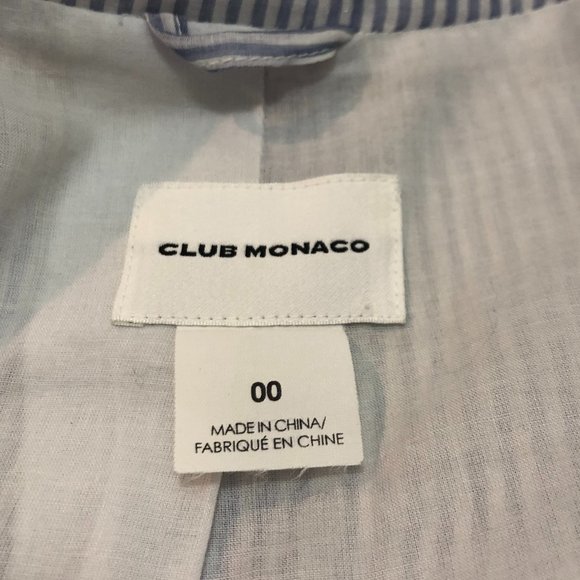 CLUB MONACO
00
MADE IN CHINA/
FABRIQUÉ EN CHINE